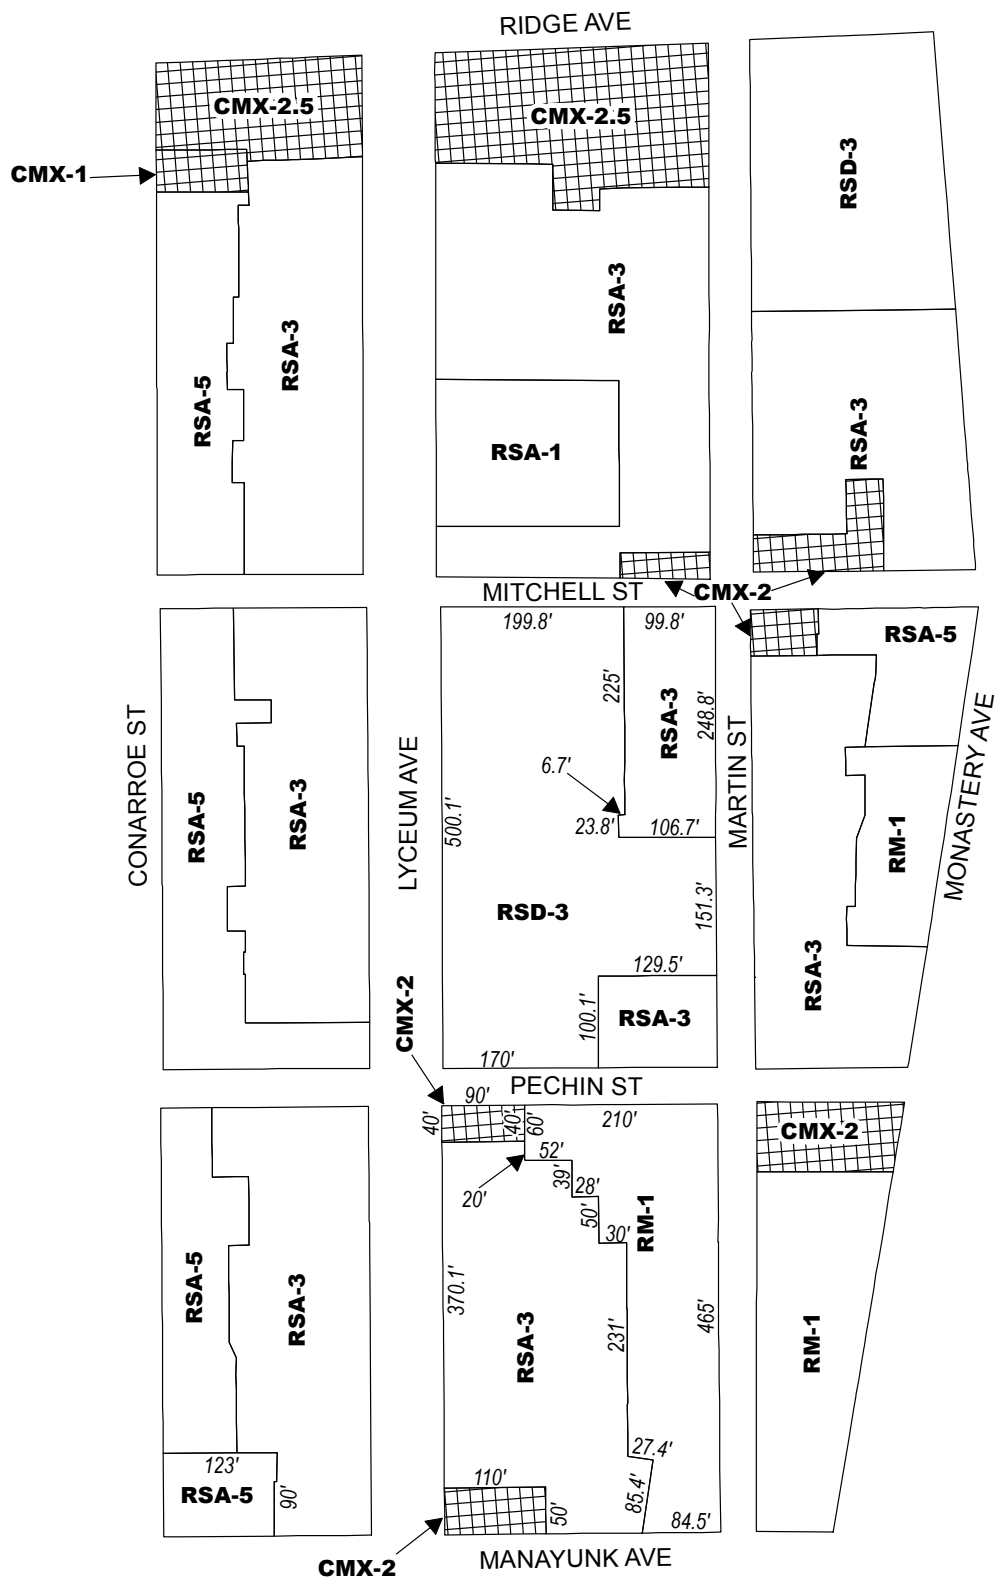 RIDGE AVE
CMX-2.5
CMX-2.5
CMX-1
RSD-3
RSA-3
RSA-3
RSA-5
RSA-3
RSA-1
CMX-2
MITCHELL ST
199.8'
99.8'
RSA-5
225'
RSA-3
248.8'
CONARROE ST
LYCEUM AVE
MARTIN ST
MONASTERY AVE
6.7'
RSA-5
RSA-3
500.1'
23.8'
106.7'
RM-1
RSD-3
151.3'
RSA-3
129.5'
CMX-2
100.1'
RSA-3
170'
PECHIN ST
90'
40'
40'
60'
210'
CMX-2
52'
39'
28'
20'
50'
30'
RM-1
RSA-5
RSA-3
370.1'
RSA-3
231'
465'
RM-1
27.4'
123'
110'
85.4'
RSA-5
90'
50'
84.5'
CMX-2
MANAYUNK AVE